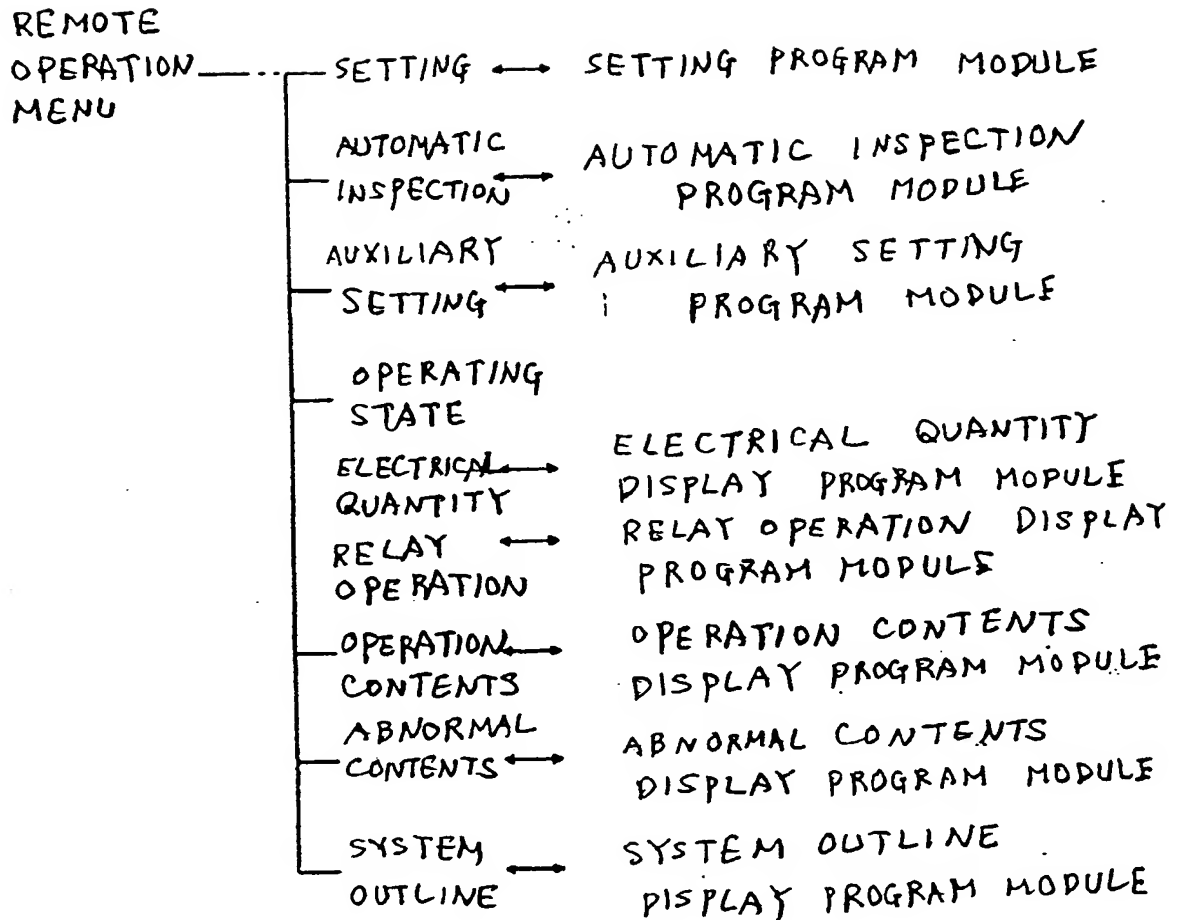 REMOTE
OPERATION
MENU
SETTING ⟷ SETTING PROGRAM MODULE
AUTOMATIC
INSPECTION ⟷ AUTOMATIC INSPECTION
PROGRAM MODULE
AUXILIARY
SETTING ⟷ AUXILIARY SETTING
PROGRAM MODULE
OPERATING
STATE
ELECTRICAL ⟷ ELECTRICAL QUANTITY
QUANTITY DISPLAY PROGRAM MODULE
RELAY ⟷ RELAY OPERATION DISPLAY
OPERATION PROGRAM MODULE
OPERATION ⟷ OPERATION CONTENTS
CONTENTS DISPLAY PROGRAM MODULE
ABNORMAL
CONTENTS ⟷ ABNORMAL CONTENTS
DISPLAY PROGRAM MODULE
SYSTEM ⟷ SYSTEM OUTLINE
OUTLINE DISPLAY PROGRAM MODULE